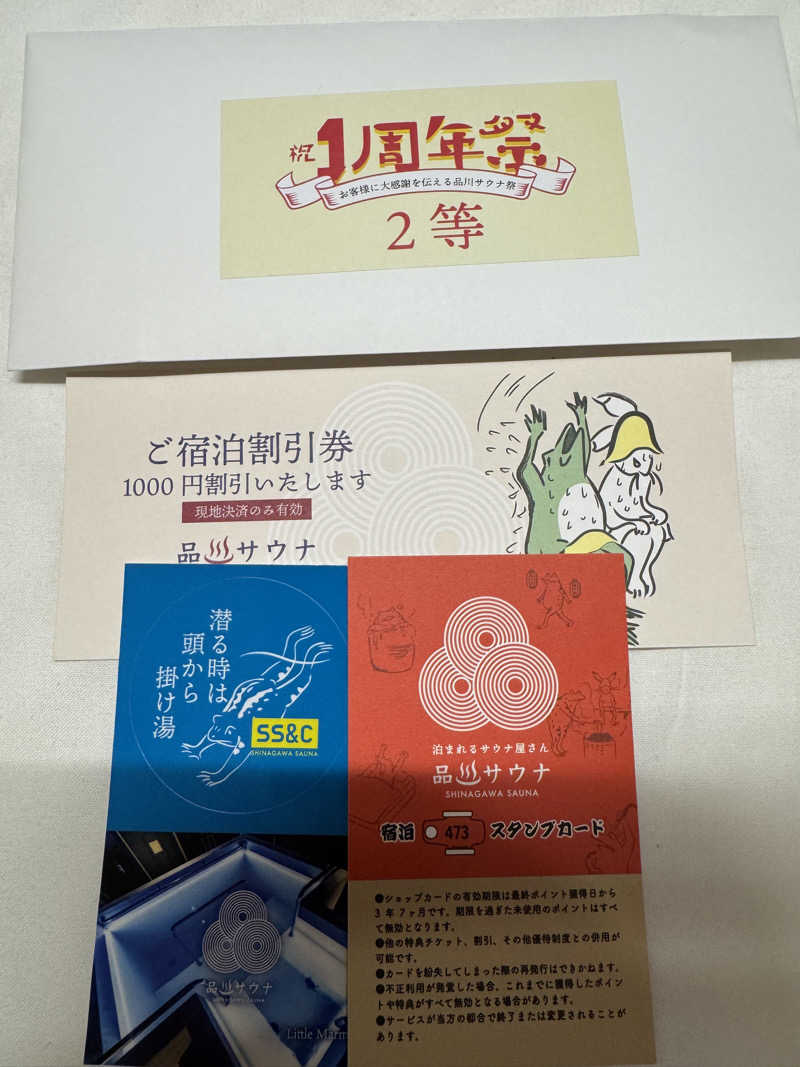 祝1周年祭
お客様に大感謝を伝える品川サウナ祭
2等
ご宿泊割引券
1000円割引いたします
現地決済のみ有効
品川サウナ
潜る時は
頭から
掛け湯
SS&C
SHINAGAWA SAUNA
品川サウナ
SHINAGAWA SAUNA
Little Marm
泊まれるサウナ屋さん
品川サウナ
SHINAGAWA SAUNA
宿泊 473 スタンプカード
●ショップカードの有効期限は最終ポイント獲得日から
3年7ヶ月です。期限を過ぎた未使用のポイントはすべ
て無効となります。
●他の特典チケット、割引、その他優待制度との併用が
可能です。
●カードを紛失してしまった際の再発行はできかねます。
●不正利用が発覚した場合、これまでに獲得したポイン
トや特典がすべて無効となる場合があります。
●サービスが当方の都合で終了または変更されることが
あります。